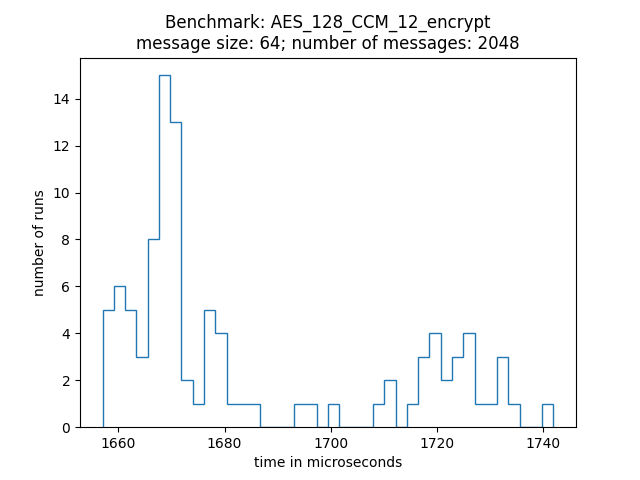 Benchmark: AES_128_CCM_12_encrypt
message size: 64; number of messages: 2048
14
12
10
8
6
4
2
0
number of runs
1660 1680 1700 1720 1740
time in microseconds